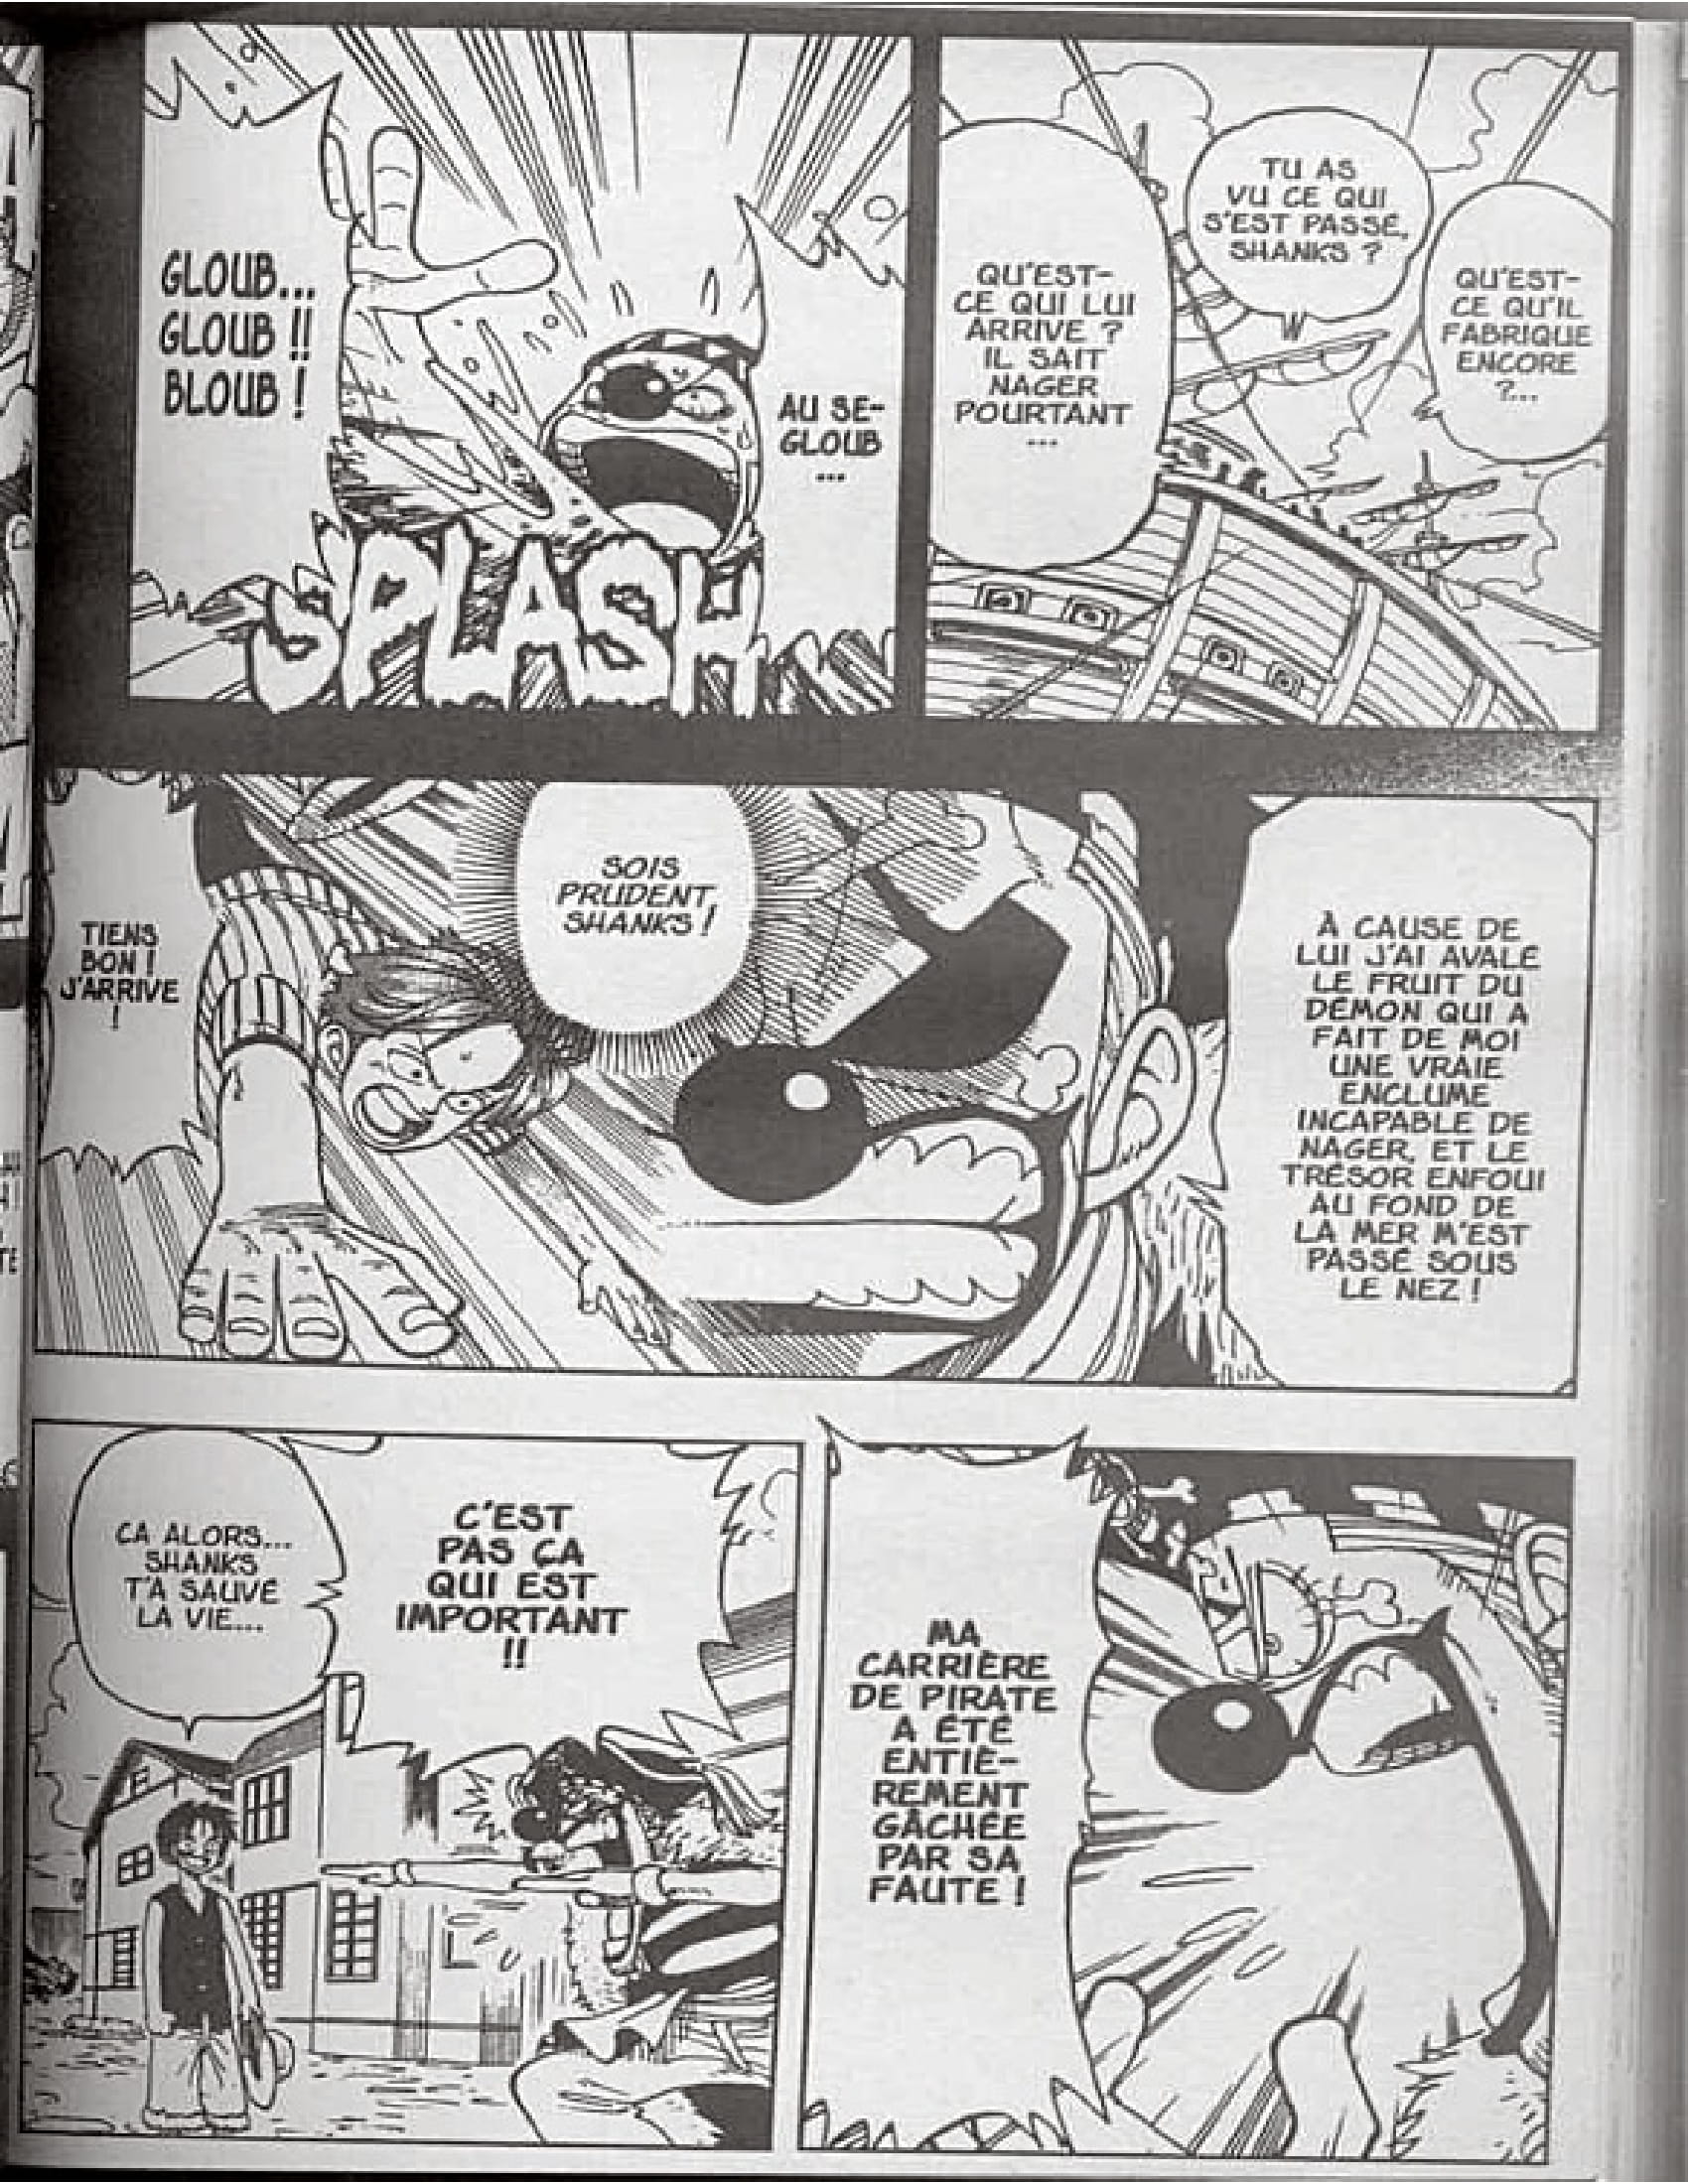 QU'EST-
CE QU'IL
FABRIQUE
ENCORE
?...
TU AS
VU CE QUI
S'EST PASSÉ,
SHANKS ?
QU'EST-
CE QUI LUI
ARRIVE ?
IL SAIT
NAGER
POURTANT
...
AU SE-
GLOUB
...
GLOUB...
GLOUB !!
BLOUB !
SPLASH
À CAUSE DE
LUI J'AI AVALÉ
LE FRUIT DU
DÉMON QUI A
FAIT DE MOI
UNE VRAIE
ENCLUME
INCAPABLE DE
NAGER, ET LE
TRÉSOR ENFOUI
AU FOND DE
LA MER M'EST
PASSÉ SOUS
LE NEZ !
SOIS
PRUDENT,
SHANKS !
TIENS
BON !
J'ARRIVE
!
MA
CARRIÈRE
DE PIRATE
A ÉTÉ
ENTIÈ-
REMENT
GÂCHÉE
PAR SA
FAUTE !
C'EST
PAS ÇA
QUI EST
IMPORTANT
!!
ÇA ALORS...
SHANKS
T'A SAUVÉ
LA VIE...